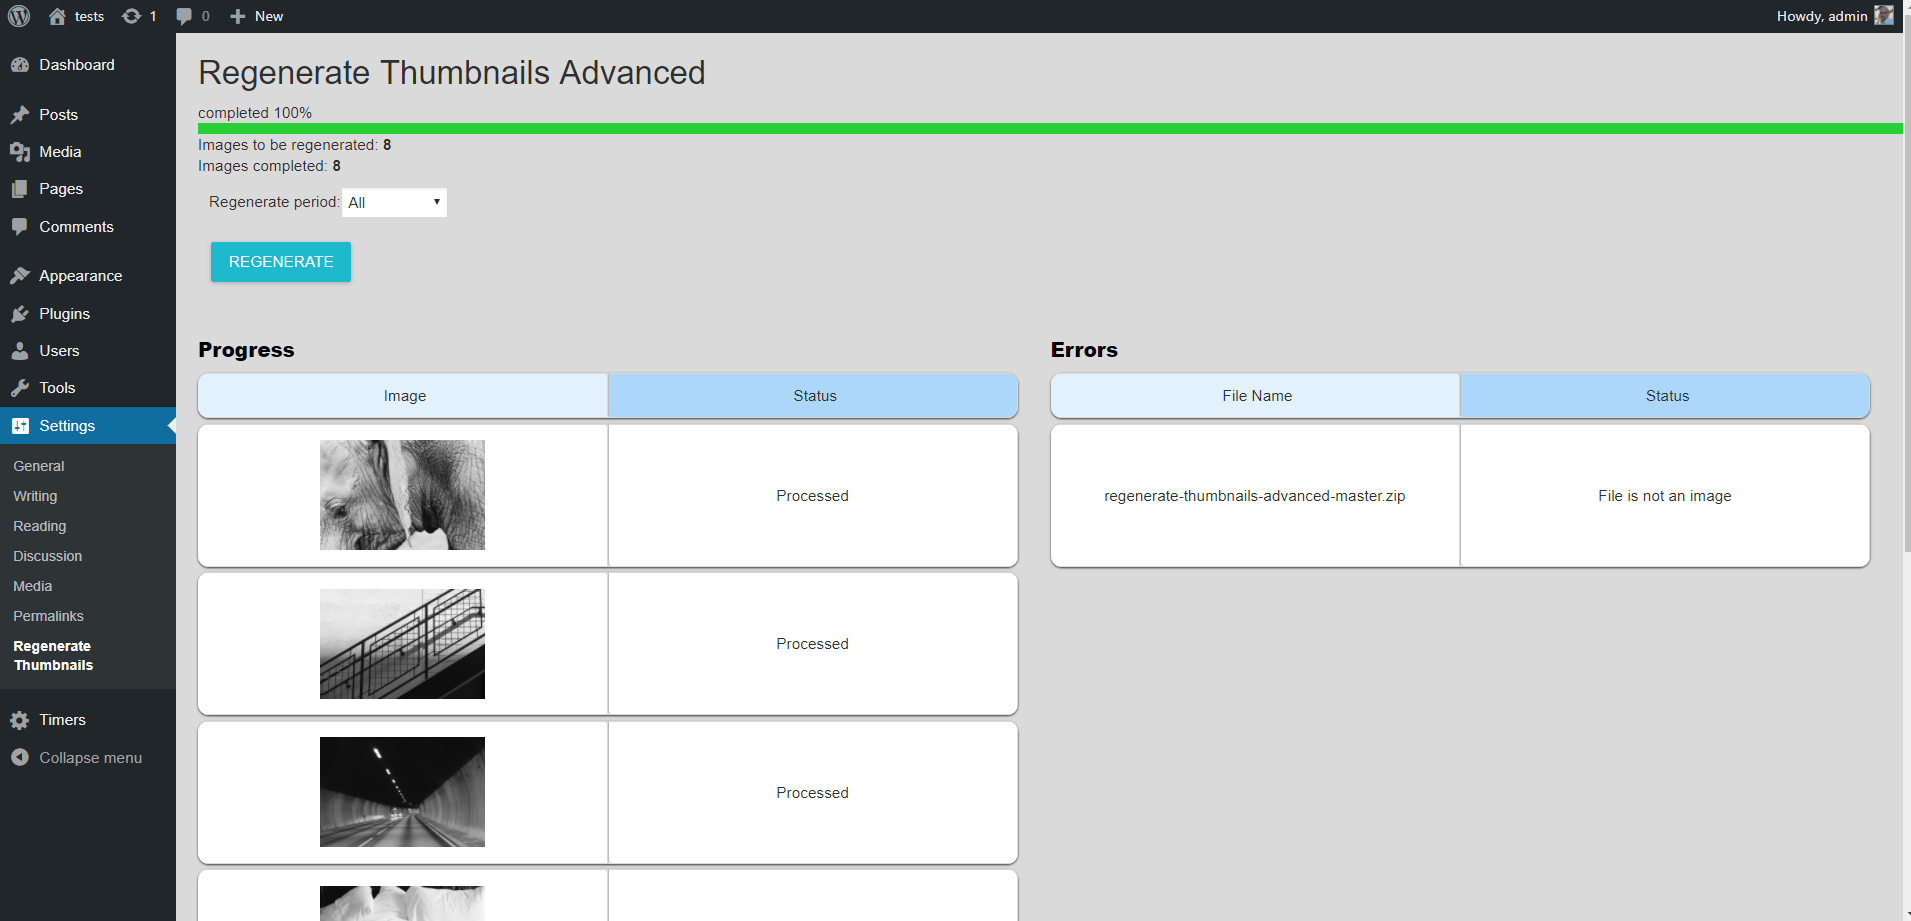 tests
1
0
New
Howdy, admin
Dashboard
Posts
Media
Pages
Comments
Appearance
Plugins
Users
Tools
Settings
General
Writing
Reading
Discussion
Media
Permalinks
Regenerate
Thumbnails
Timers
Collapse menu
Regenerate Thumbnails Advanced
completed 100%
Images to be regenerated: 8
Images completed: 8
Regenerate period: All
REGENERATE
Progress
Image Status
Processed
Processed
Processed
Errors
File Name Status
regenerate-thumbnails-advanced-master.zip File is not an image